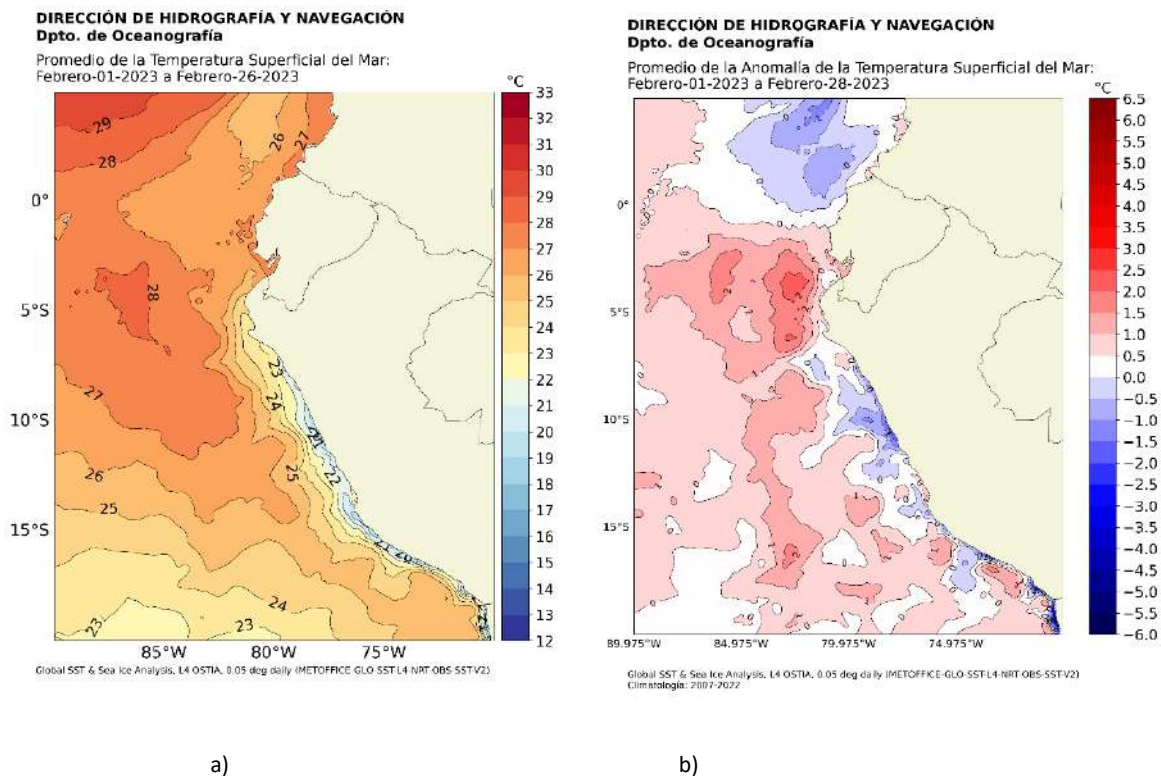 DIRECCIÓN DE HIDROGRAFÍA Y NAVEGACIÓN
Dpto. de Oceanografía
Promedio de la Temperatura Superficial del Mar:
Febrero-01-2023 a Febrero-26-2023
°C
33
32
31
30
29
28
27
26
25
24
23
22
21
20
19
18
17
16
15
14
13
12
0°
5°S
10°S
15°S
85°W
80°W
75°W
29
28
26
27
28
27
23
24
25
22
26
25
24
23
23
21
Global SST & Sea Ice Analysis, L4 OSTIA, 0.05 deg daily (METOFFICE-GLO-SST-L4-NRT-OBS-SST-V2)
a)
DIRECCIÓN DE HIDROGRAFÍA Y NAVEGACIÓN
Dpto. de Oceanografía
Promedio de la Anomalía de la Temperatura Superficial del Mar:
Febrero-01-2023 a Febrero-28-2023
°C
6.5
6.0
5.5
5.0
4.5
4.0
3.5
3.0
2.5
2.0
1.5
1.0
0.5
0.0
−0.5
−1.0
−1.5
−2.0
−2.5
−3.0
−3.5
−4.0
−4.5
−5.0
−5.5
−6.0
0°
5°S
10°S
15°S
89.975°W
84.975°W
79.975°W
74.975°W
Global SST & Sea Ice Analysis, L4 OSTIA, 0.05 deg daily (METOFFICE-GLO-SST-L4-NRT-OBS-SST-V2)
Climatología: 2007-2022
b)